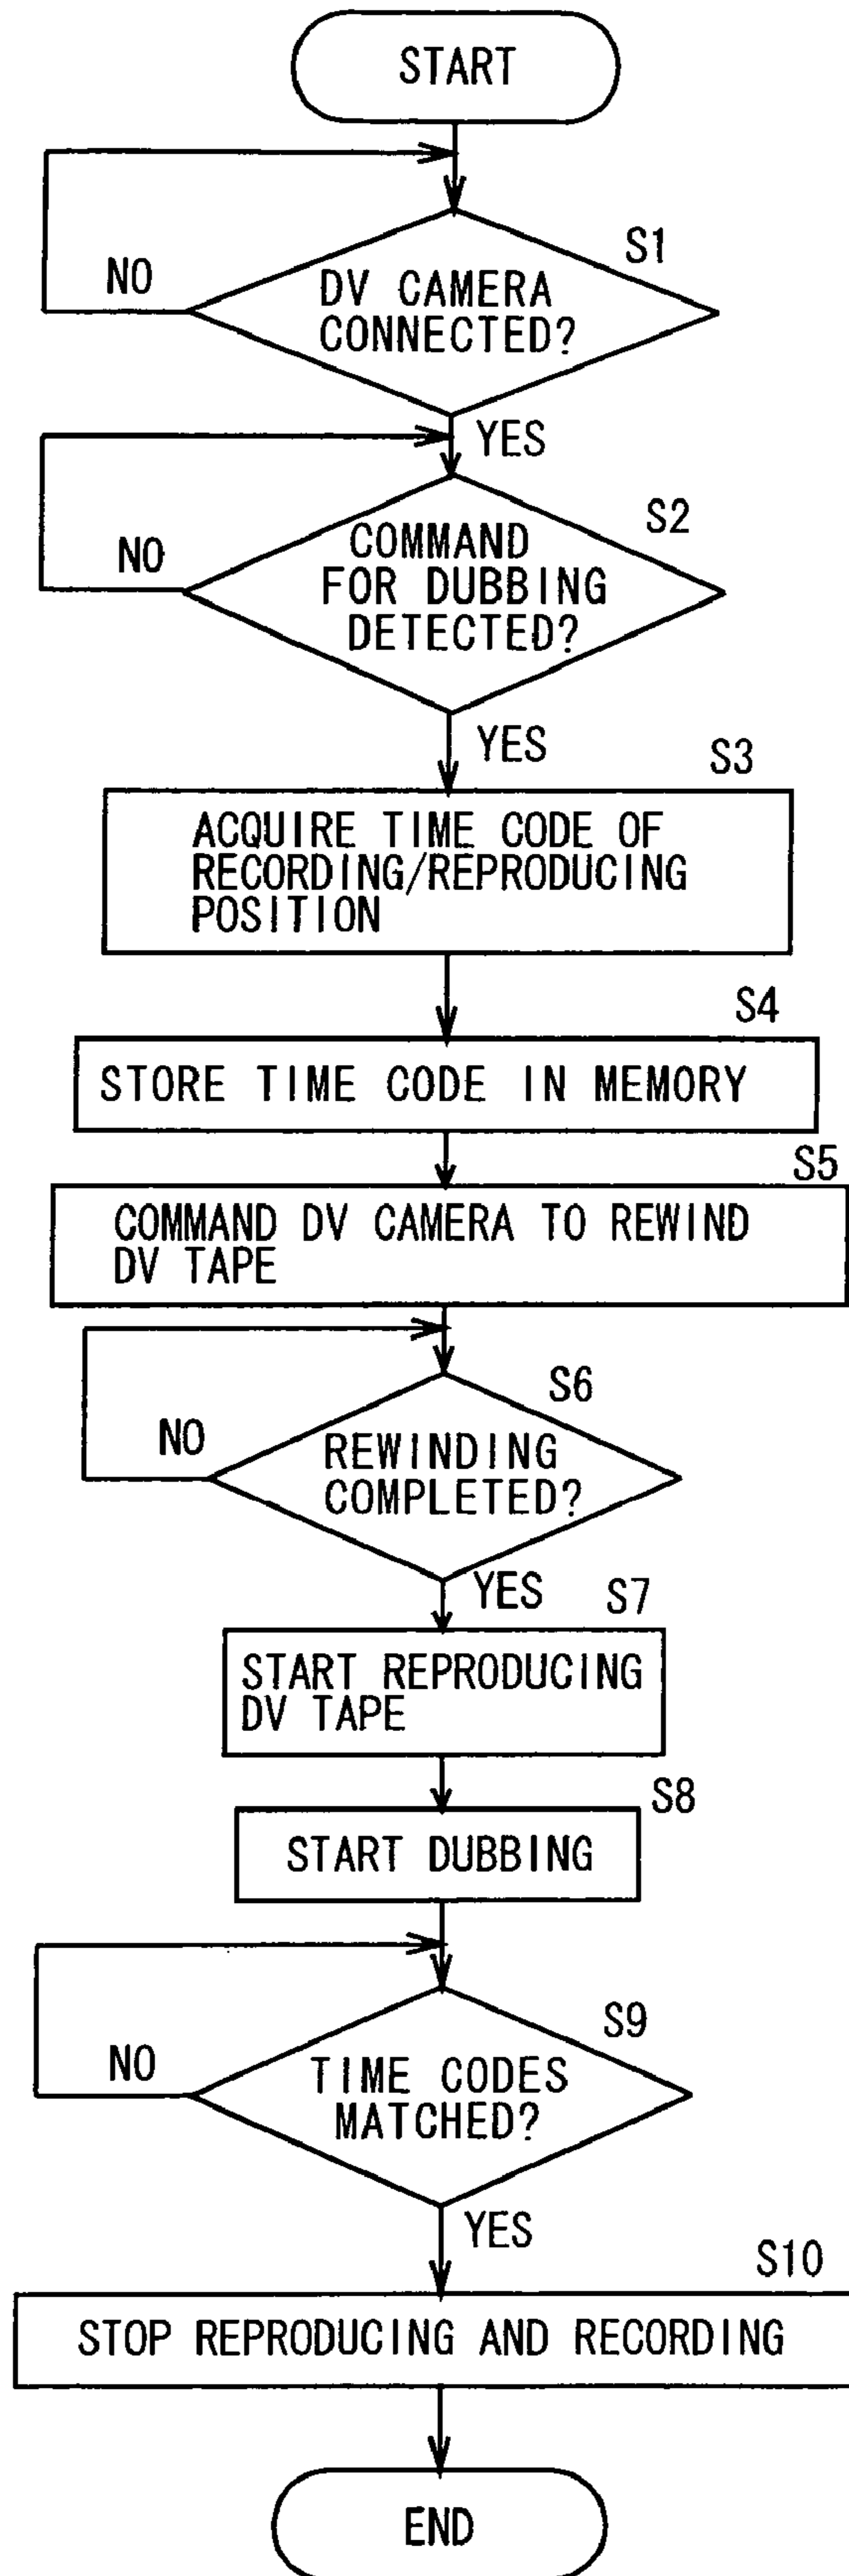 START
S1
NO
DV CAMERA
CONNECTED?
YES
S2
NO
COMMAND
FOR DUBBING
DETECTED?
YES
S3
ACQUIRE TIME CODE OF
RECORDING/REPRODUCING
POSITION
S4
STORE TIME CODE IN MEMORY
S5
COMMAND DV CAMERA TO REWIND
DV TAPE
S6
NO
REWINDING
COMPLETED?
YES
S7
START REPRODUCING
DV TAPE
S8
START DUBBING
S9
NO
TIME CODES
MATCHED?
YES
S10
STOP REPRODUCING AND RECORDING
END